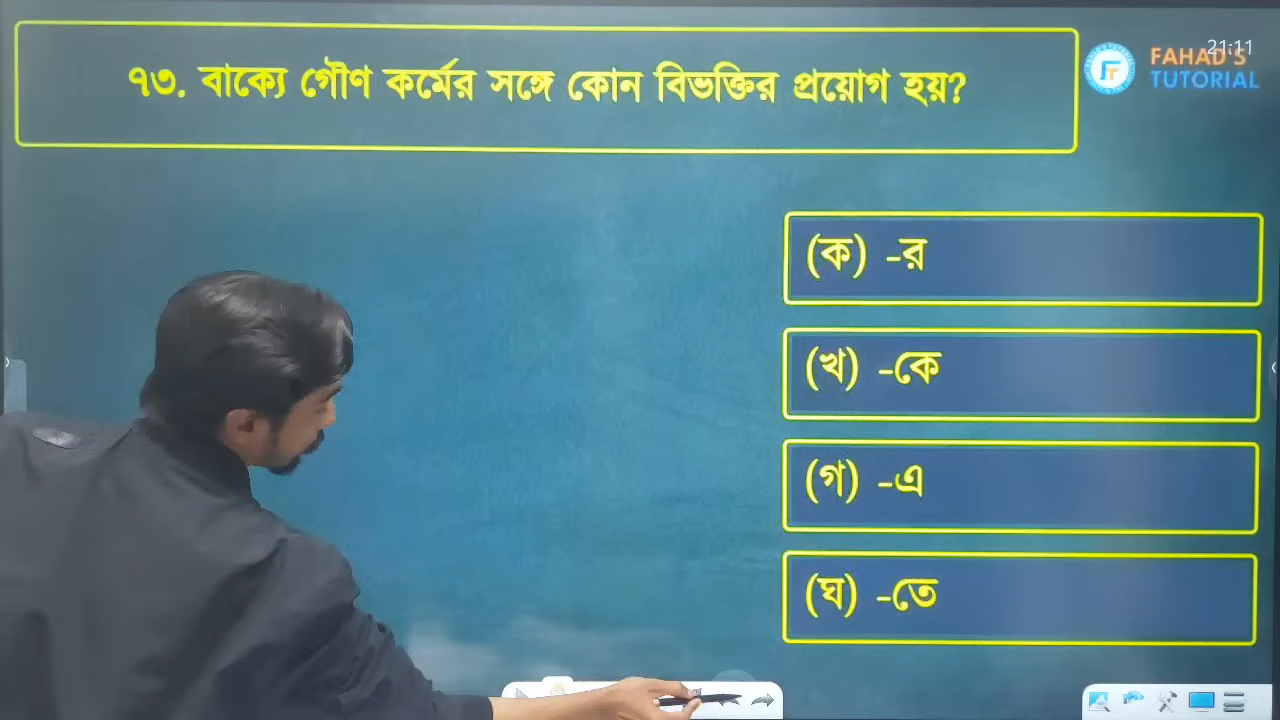 ৭৩. বাক্যে গৌণ কর্মের সঙ্গে কোন বিভক্তির প্রয়োগ হয়?
21:11
FAHAD'S
TUTORIAL
(ক) -র
(খ) -কে
(গ) -এ
(ঘ) -তে